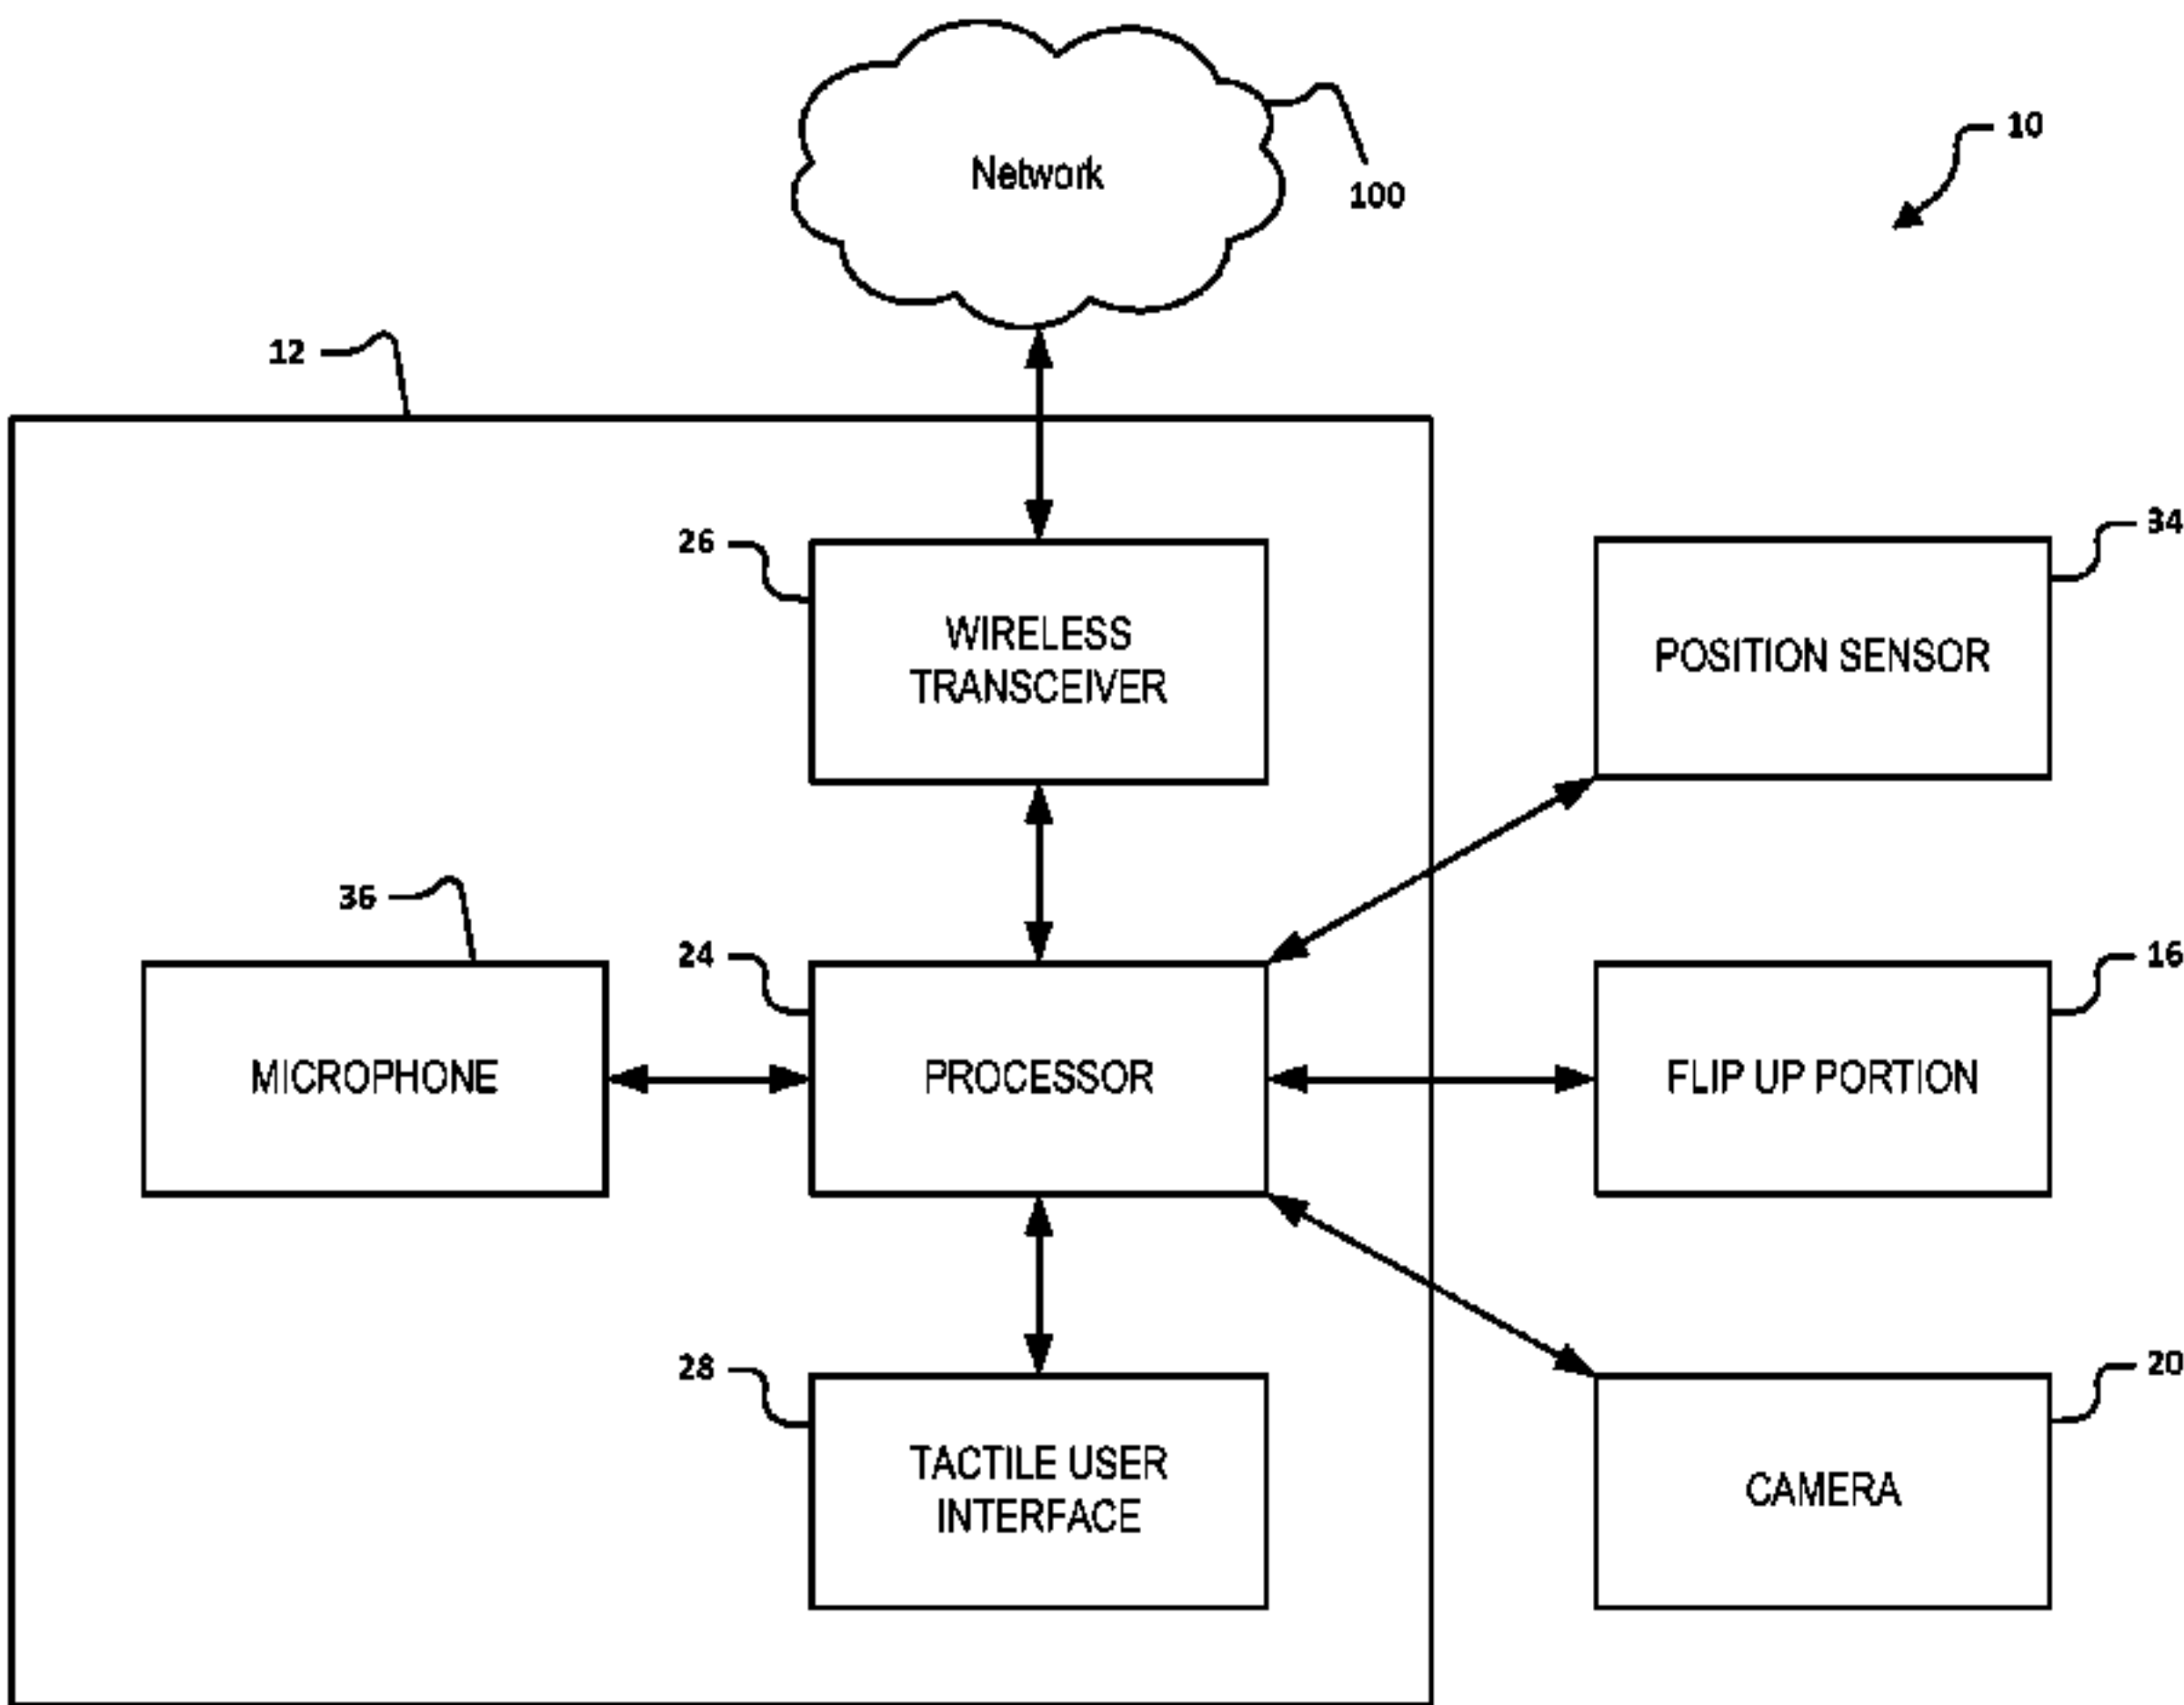 Network
100
10
12
26
WIRELESS
TRANSCEIVER
34
POSITION SENSOR
36
MICROPHONE
24
PROCESSOR
16
FLIP UP PORTION
28
TACTILE USER
INTERFACE
20
CAMERA